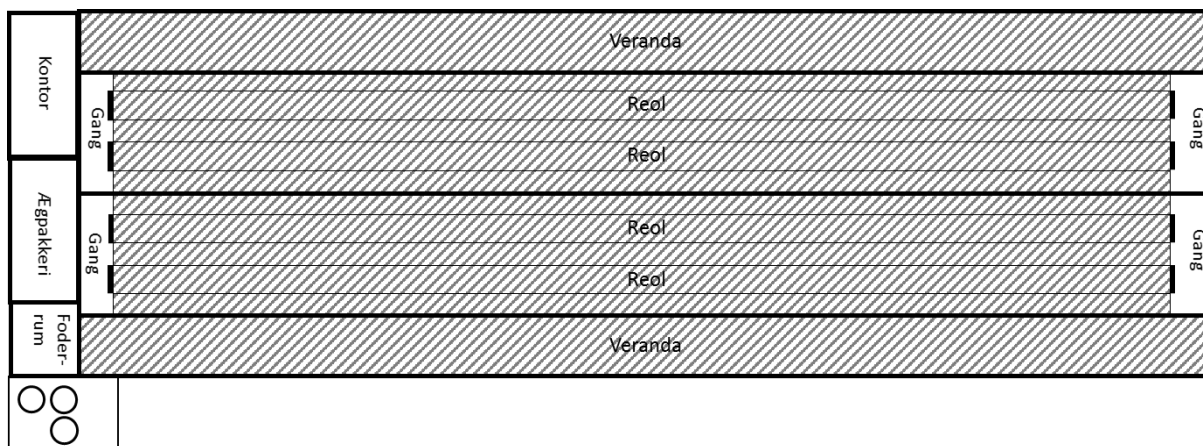 Veranda
Kontor
Gang
Reol
Gang
Reol
Ægpakkeri
Gang
Reol
Gang
Reol
Foder-
rum
Veranda